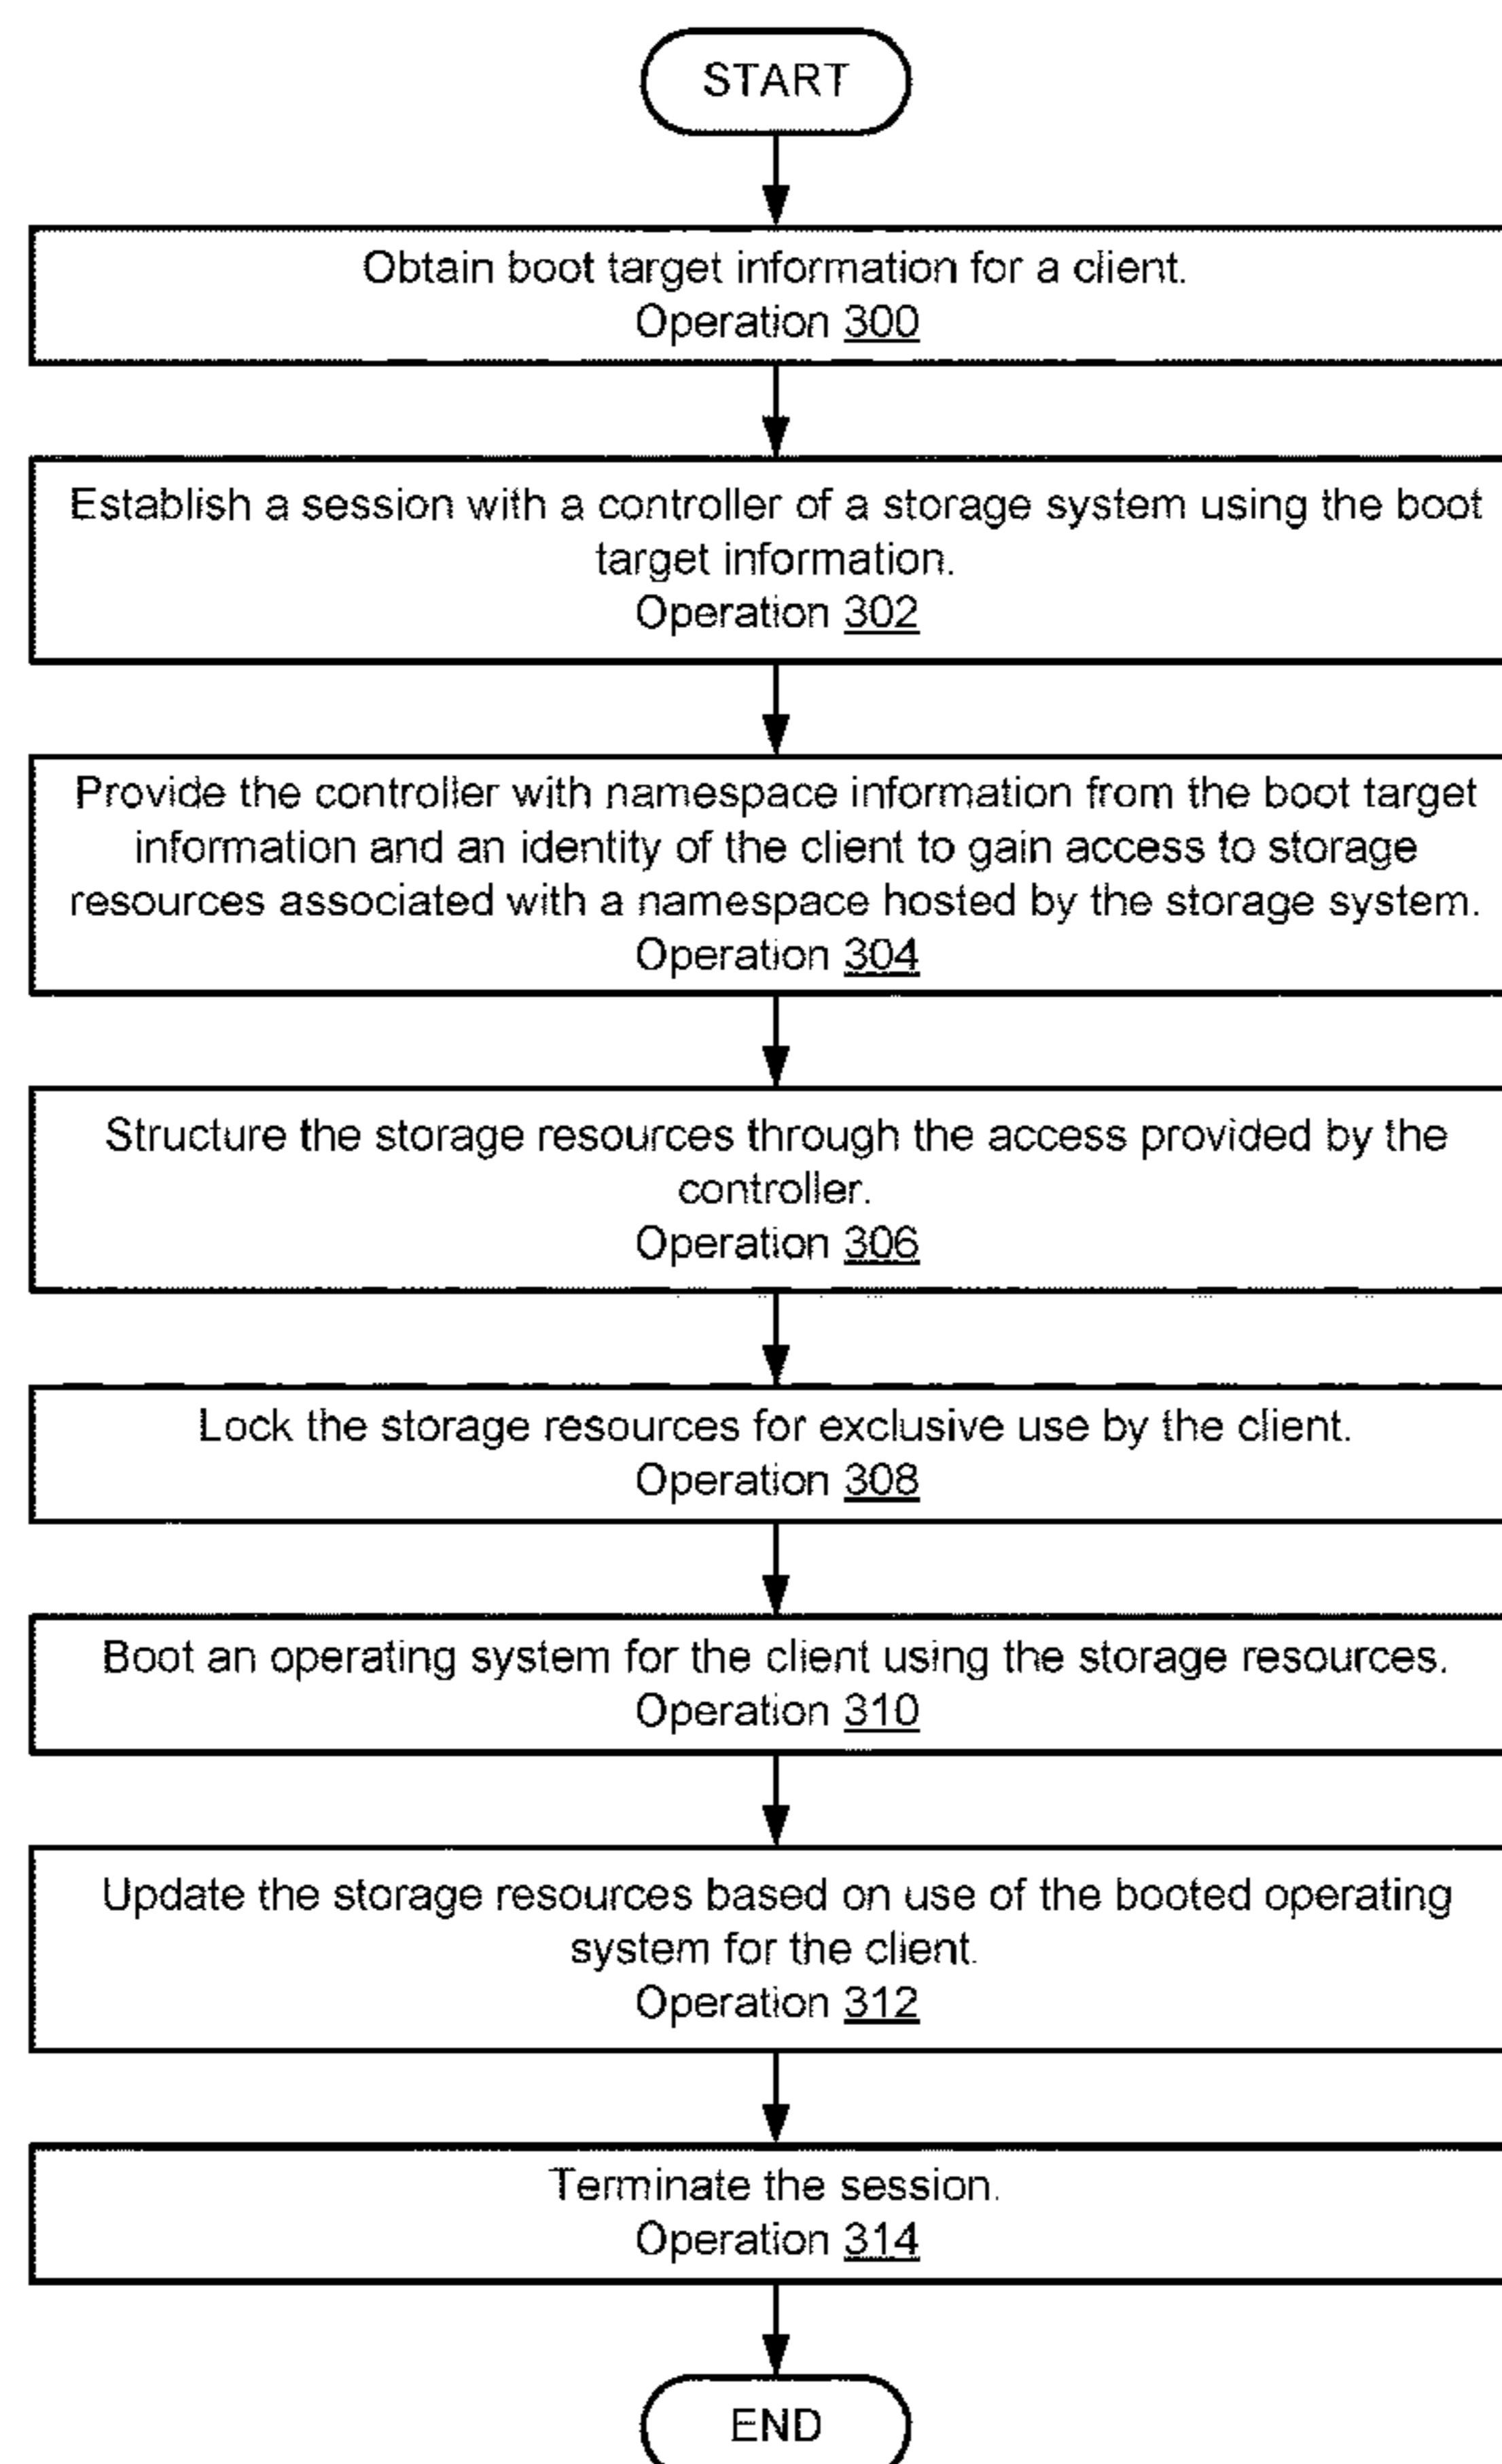 START
Obtain boot target information for a client.
Operation 300
Establish a session with a controller of a storage system using the boot
target information.
Operation 302
Provide the controller with namespace information from the boot target
information and an identity of the client to gain access to storage
resources associated with a namespace hosted by the storage system.
Operation 304
Structure the storage resources through the access provided by the
controller.
Operation 306
Lock the storage resources for exclusive use by the client.
Operation 308
Boot an operating system for the client using the storage resources.
Operation 310
Update the storage resources based on use of the booted operating
system for the client.
Operation 312
Terminate the session.
Operation 314
END